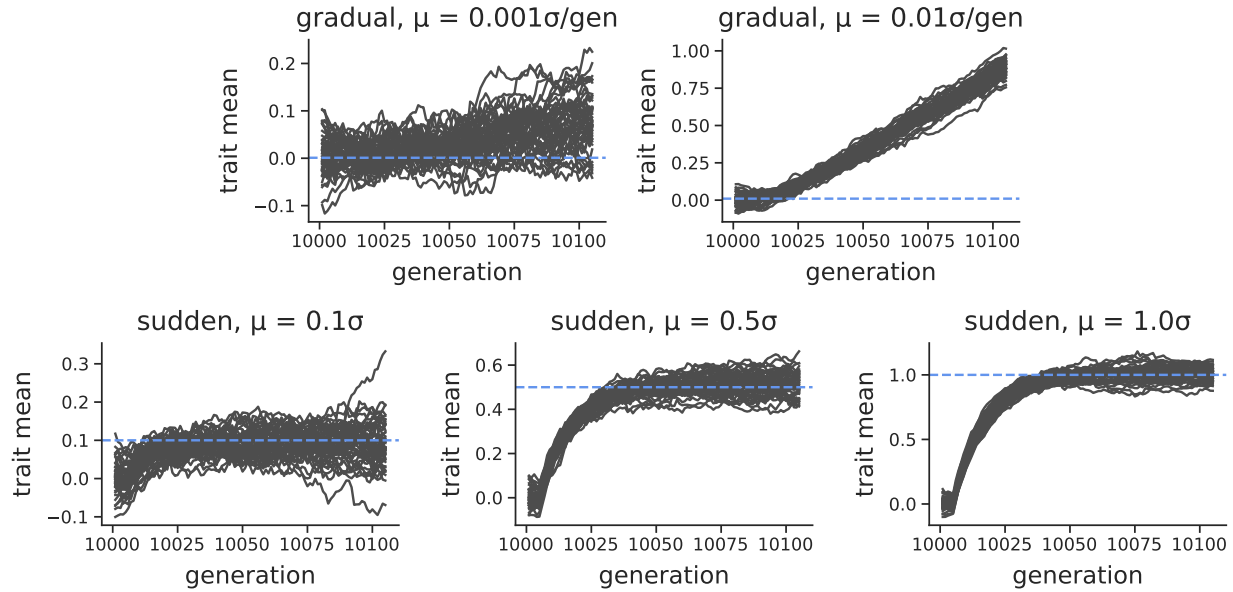 gradual, μ = 0.001σ/gen
gradual, μ = 0.01σ/gen
0.2
0.1
0.0
−0.1
trait mean
10000 10025 10050 10075 10100
generation
1.00
0.75
0.50
0.25
0.00
trait mean
10000 10025 10050 10075 10100
generation
sudden, μ = 0.1σ
sudden, μ = 0.5σ
sudden, μ = 1.0σ
0.3
0.2
0.1
0.0
−0.1
trait mean
10000 10025 10050 10075 10100
generation
0.6
0.4
0.2
0.0
trait mean
10000 10025 10050 10075 10100
generation
1.0
0.5
0.0
trait mean
10000 10025 10050 10075 10100
generation